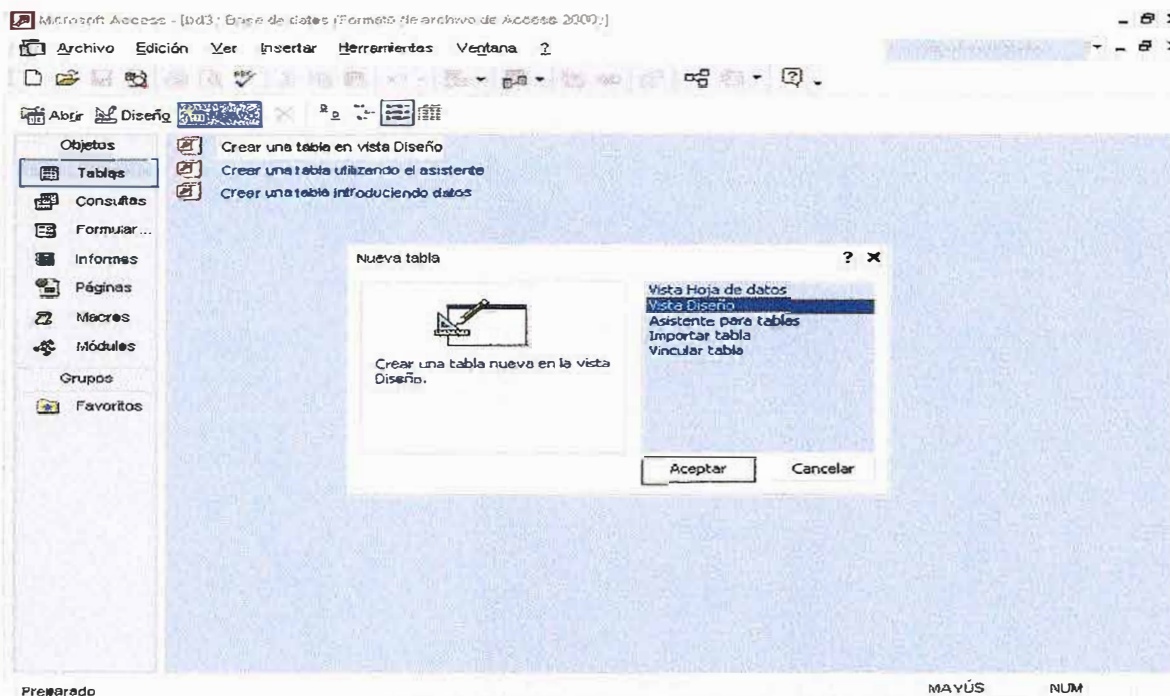 Microsoft Access - [bd3 : Base de datos (Formato de archivo de Access 2000)]
Archivo Edición Ver Insertar Herramientas Ventana ?
Abrir Diseño
Objetos
Tablas
Consultas
Formular...
Informes
Páginas
Macros
Módulos
Grupos
Favoritos
Crear una tabla en vista Diseño
Crear una tabla utilizando el asistente
Crear una tabla introduciendo datos
Nueva tabla
Crear una tabla nueva en la vista
Diseño.
Vista Hoja de datos
Vista Diseño
Asistente para tablas
Importar tabla
Vincular tabla
Aceptar Cancelar
Preparado MAYÚS NUM